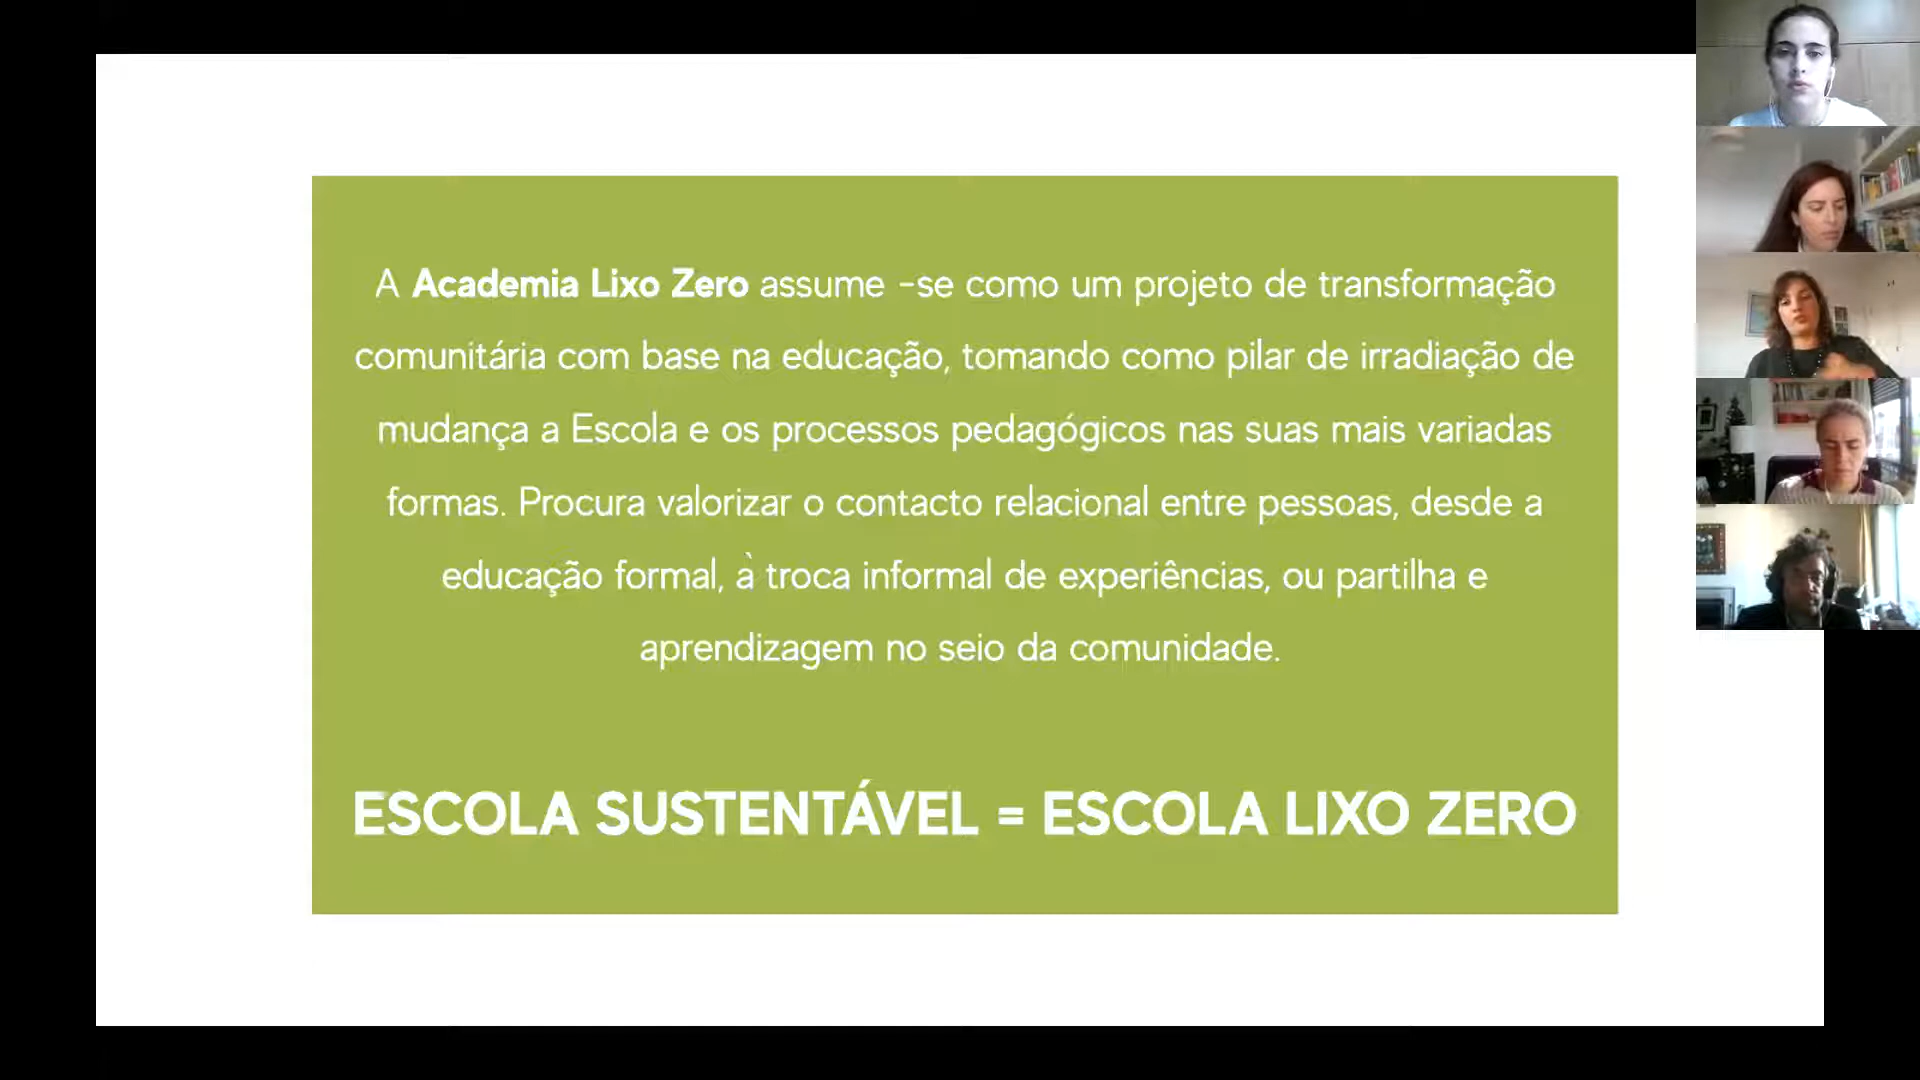 A Academia Lixo Zero assume -se como um projeto de transformação
comunitária com base na educação, tomando como pilar de irradiação de
mudança a Escola e os processos pedagógicos nas suas mais variadas
formas. Procura valorizar o contacto relacional entre pessoas, desde a
educação formal, à troca informal de experiências, ou partilha e
aprendizagem no seio da comunidade.
ESCOLA SUSTENTÁVEL = ESCOLA LIXO ZERO